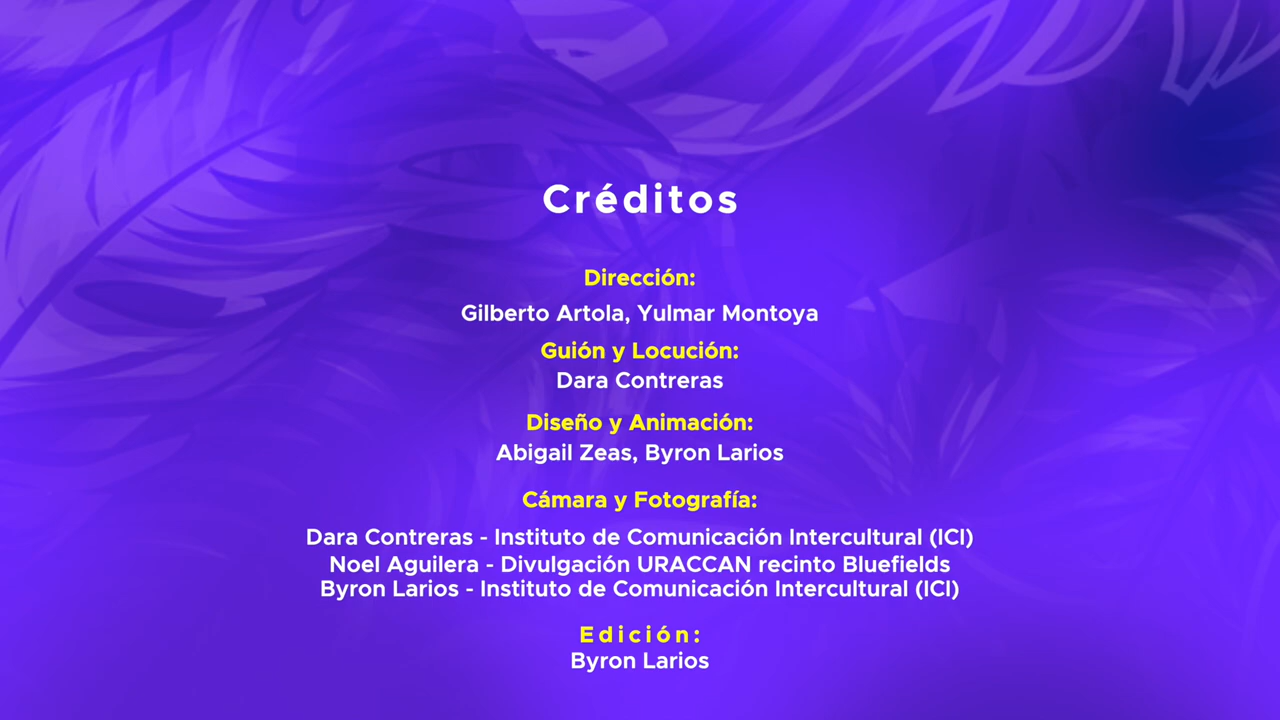 Créditos
Dirección:
Gilberto Artola, Yulmar Montoya
Guión y Locución:
Dara Contreras
Diseño y Animación:
Abigail Zeas, Byron Larios
Cámara y Fotografía:
Dara Contreras - Instituto de Comunicación Intercultural (ICI)
Noel Aguilera - Divulgación URACCAN recinto Bluefields
Byron Larios - Instituto de Comunicación Intercultural (ICI)
Edición:
Byron Larios